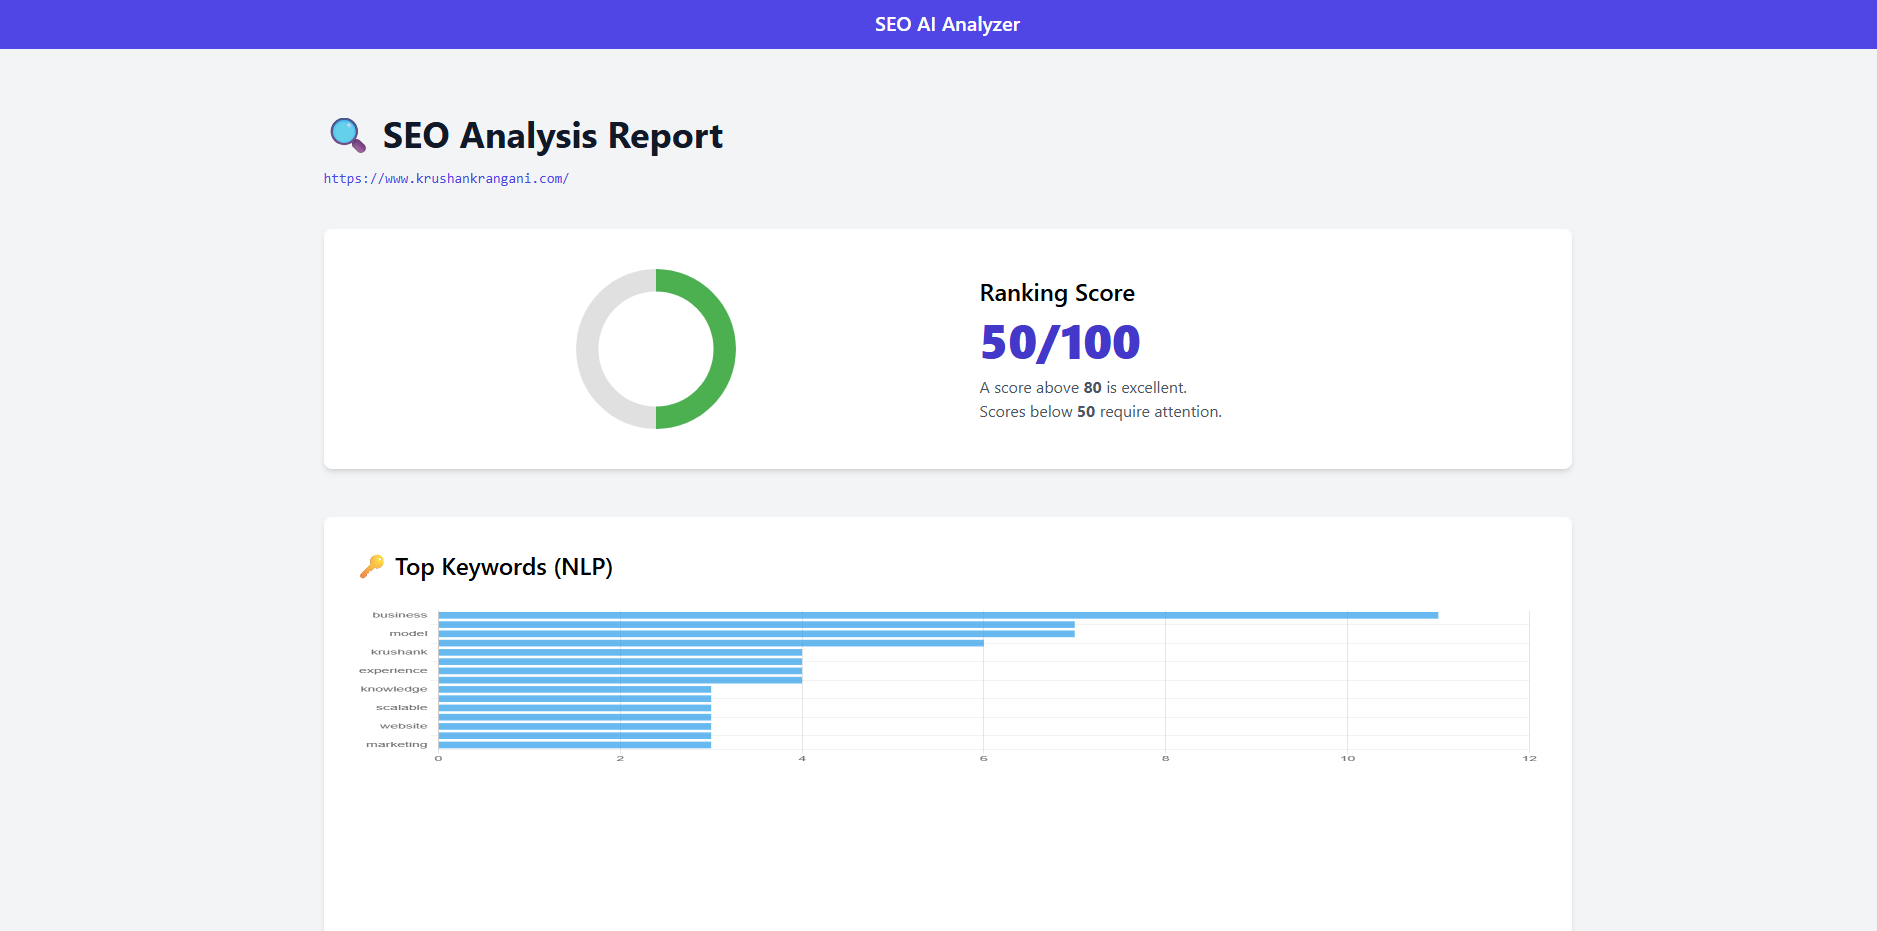 SEO AI Analyzer
SEO Analysis Report
https://www.krushankrangani.com/
Ranking Score
50/100
A score above 80 is excellent.
Scores below 50 require attention.
Top Keywords (NLP)
business
model
krushank
experience
knowledge
scalable
website
marketing
0 2 4 6 8 10 12